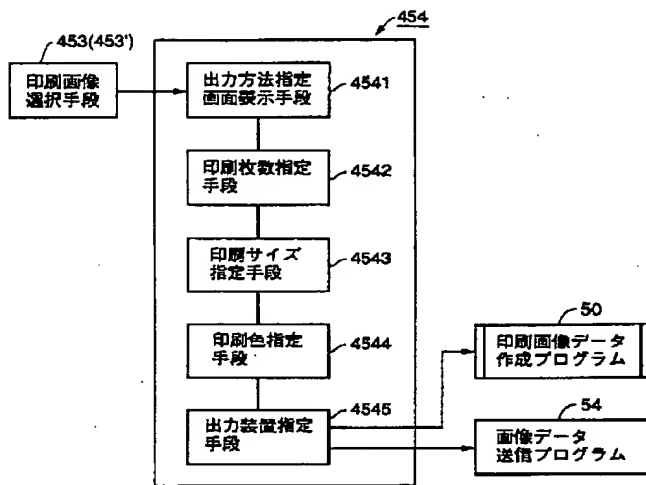 454
453(453')
印刷画像
選択手段
出力方法指定
画面表示手段
4541
印刷枚数指定
手段
4542
印刷サイズ
指定手段
4543
印刷色指定
手段
4544
出力装置指定
手段
4545
50
印刷画像データ
作成プログラム
54
画像データ
送信プログラム